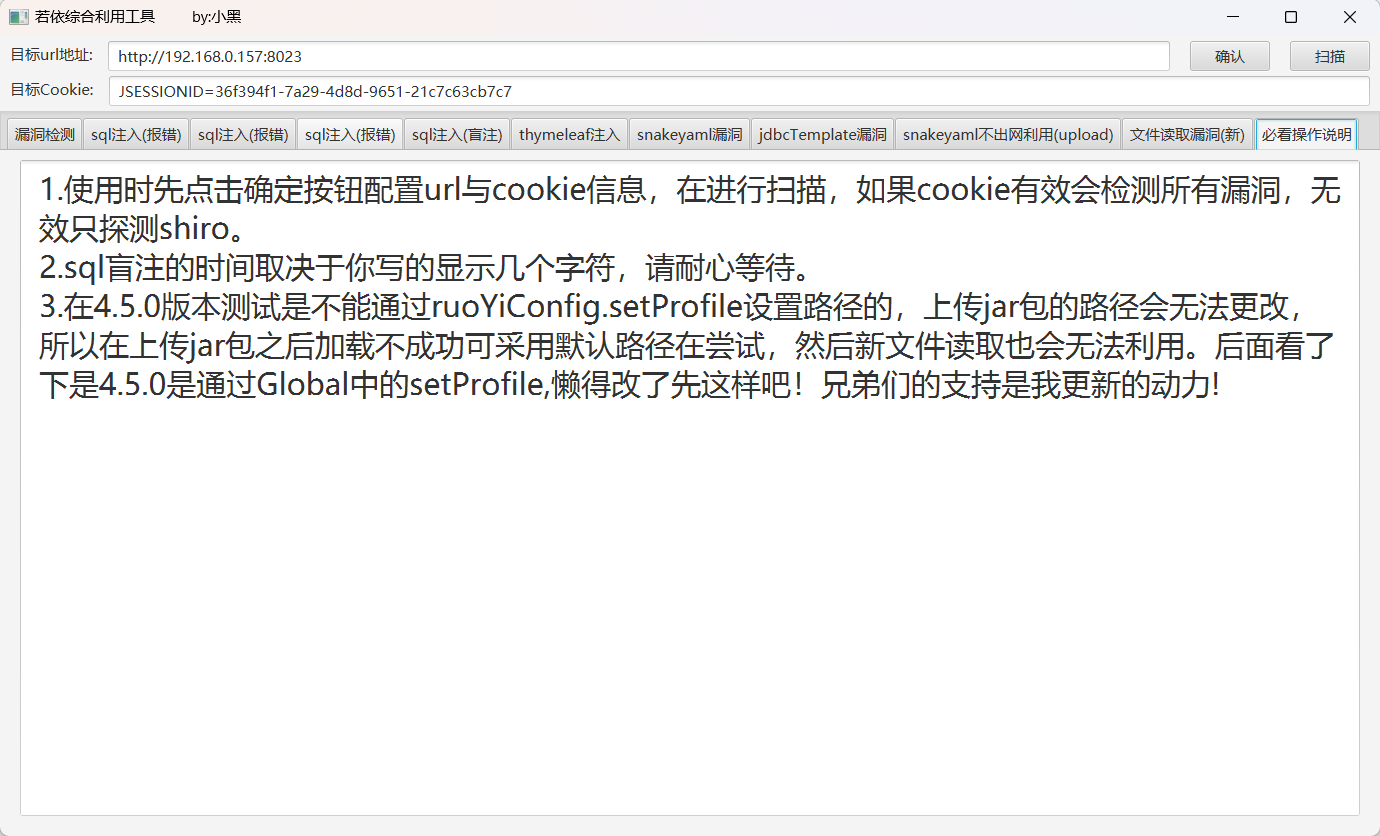 若依综合利用工具 by:小黑
目标url地址: http://192.168.0.157:8023 确认 扫描
目标Cookie: JSESSIONID=36f394f1-7a29-4d8d-9651-21c7c63cb7c7
漏洞检测 sql注入(报错) sql注入(报错) sql注入(报错) sql注入(盲注) thymeleaf注入 snakeyaml漏洞 jdbcTemplate漏洞 snakeyaml不出网利用(upload) 文件读取漏洞(新) 必看操作说明
1.使用时先点击确定按钮配置url与cookie信息，在进行扫描，如果cookie有效会检测所有漏洞，无
效只探测shiro。
2.sql盲注的时间取决于你写的显示几个字符，请耐心等待。
3.在4.5.0版本测试是不能通过ruoYiConfig.setProfile设置路径的，上传jar包的路径会无法更改，
所以在上传jar包之后加载不成功可采用默认路径在尝试，然后新文件读取也会无法利用。后面看了
下是4.5.0是通过Global中的setProfile,懒得改了先这样吧！兄弟们的支持是我更新的动力!